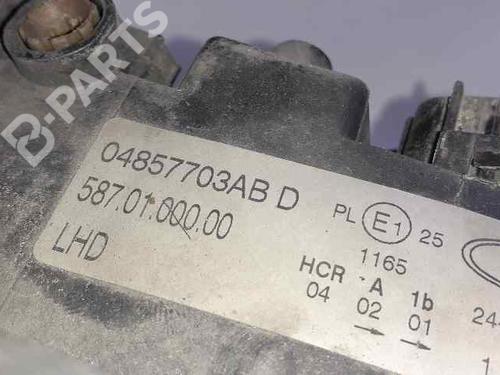 B-PARTS
04857703AB D
587.01.000.00
LHD
PL E1 25
1165
HCR A 1b
04 02 01
24
1